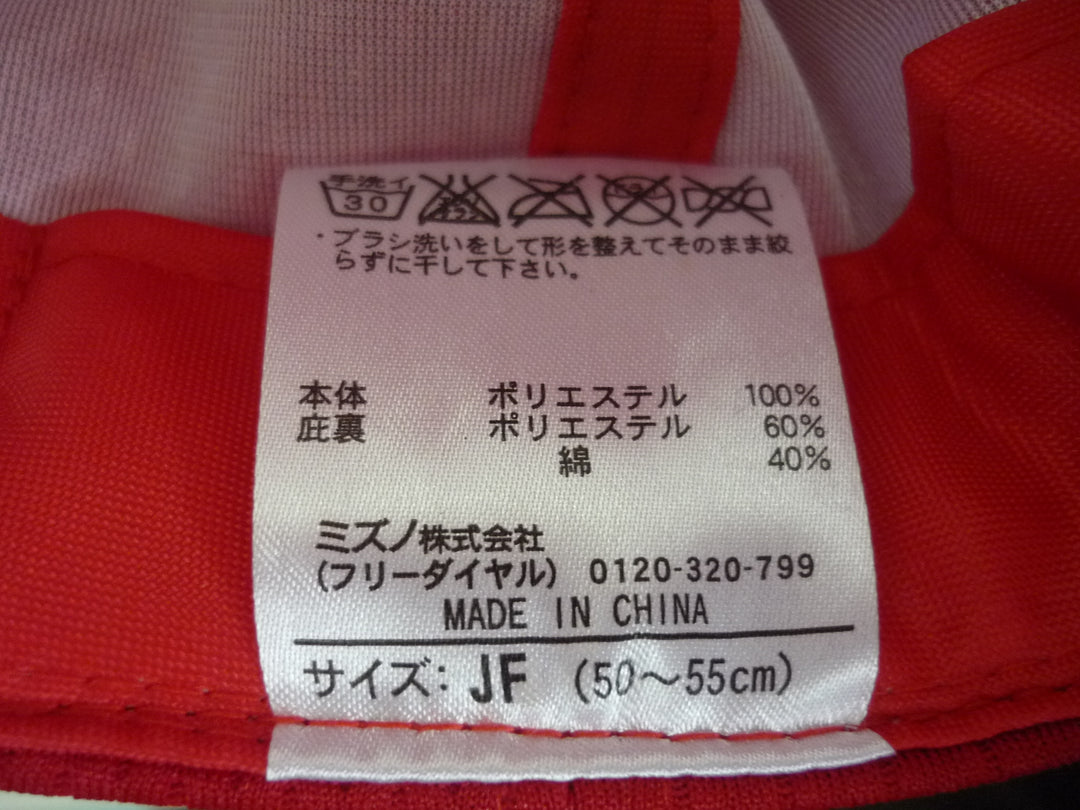 手洗イ
30
・ブラシ洗いをして形を整えてそのまま絞
らずに干して下さい。
本体 ポリエステル 100%
庇裏 ポリエステル 60%
綿 40%
ミズノ株式会社
(フリーダイヤル) 0120-320-799
MADE IN CHINA
サイズ: JF (50〜55cm)